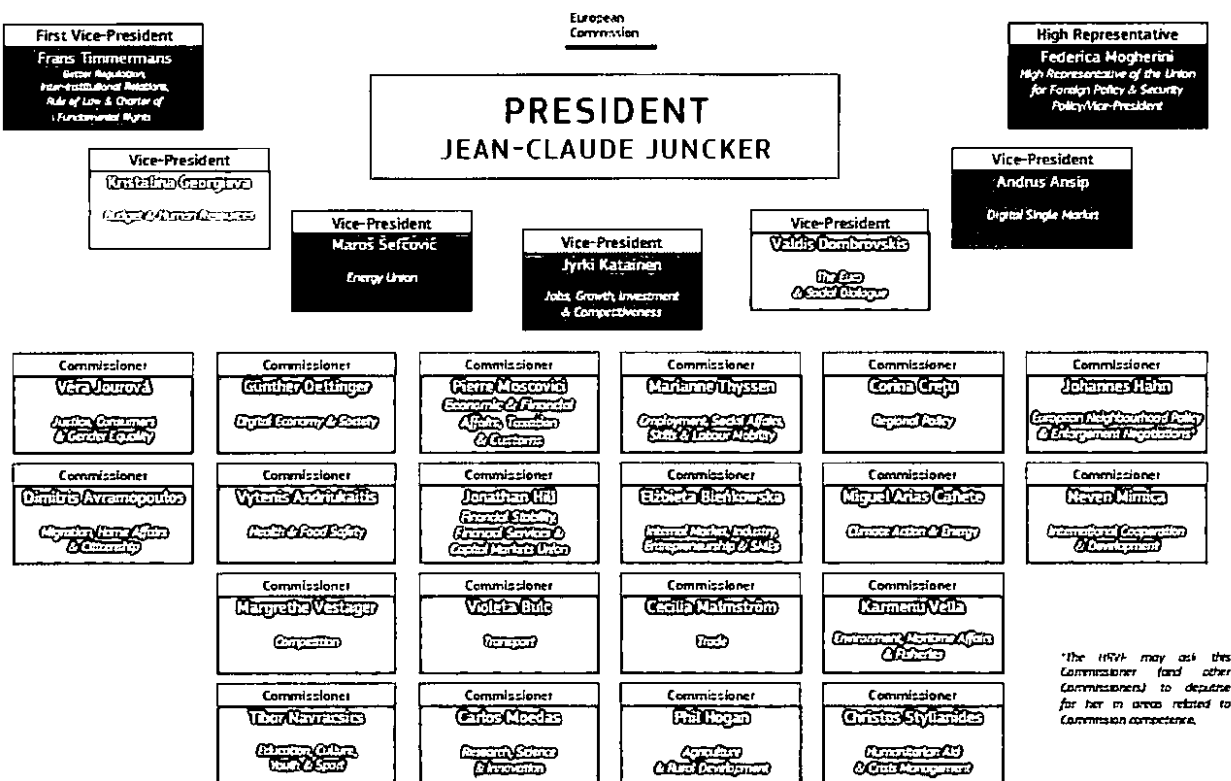 European
Commission
First Vice-President
Frans Timmermans
Better Regulation,
Inter-Institutional Relations,
Rule of Law & Charter of
Fundamental Rights
PRESIDENT
JEAN-CLAUDE JUNCKER
High Representative
Federica Mogherini
High Representative of the Union
for Foreign Policy & Security
Policy/Vice-President
Vice-President
Kristalina Georgieva
Budget & Human Resources
Vice-President
Maroš Šefčovič
Energy Union
Vice-President
Jyrki Katainen
Jobs, Growth, Investment
& Competitiveness
Vice-President
Valdis Dombrovskis
The Euro
& Social Dialogue
Vice-President
Andrus Ansip
Digital Single Market
Commissioner
Věra Jourová
Justice, Consumers
& Gender Equality
Commissioner
Günther Oettinger
Digital Economy & Society
Commissioner
Pierre Moscovici
Economic & Financial
Affairs, Taxation
& Customs
Commissioner
Marianne Thyssen
Employment, Social Affairs,
Skills & Labour Mobility
Commissioner
Corina Crețu
Regional Policy
Commissioner
Johannes Hahn
European Neighbourhood Policy
& Enlargement Negotiations*
Commissioner
Dimitris Avramopoulos
Migration, Home Affairs
& Citizenship
Commissioner
Vytenis Andriukaitis
Health & Food Safety
Commissioner
Jonathan Hill
Financial Stability,
Financial Services &
Capital Markets Union
Commissioner
Elżbieta Bieńkowska
Internal Market, Industry,
Entrepreneurship & SMEs
Commissioner
Miguel Arias Cañete
Climate Action & Energy
Commissioner
Neven Mimica
International Cooperation
& Development
Commissioner
Margrethe Vestager
Competition
Commissioner
Violeta Bulc
Transport
Commissioner
Cecilia Malmström
Trade
Commissioner
Karmenu Vella
Environment, Maritime Affairs
& Fisheries
Commissioner
Tibor Navracsics
Education, Culture,
Youth & Sport
Commissioner
Carlos Moedas
Research, Science
& Innovation
Commissioner
Phil Hogan
Agriculture
& Rural Development
Commissioner
Christos Stylianides
Humanitarian Aid
& Crisis Management
*The HRVP may ask this
Commissioner (and other
Commissioners) to deputise
for her in areas related to
Commission competence.